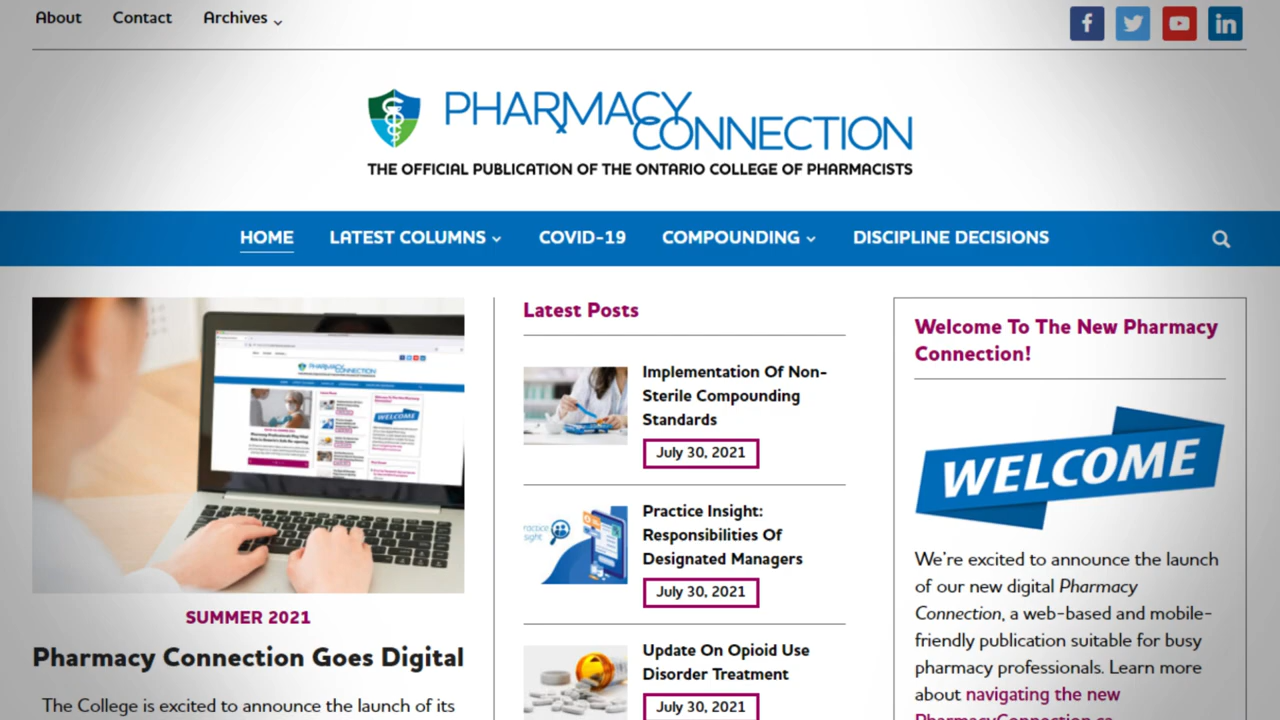 About Contact Archives
PHARMACY
CONNECTION
THE OFFICIAL PUBLICATION OF THE ONTARIO COLLEGE OF PHARMACISTS
HOME LATEST COLUMNS COVID-19 COMPOUNDING DISCIPLINE DECISIONS
PHARMACY
CONNECTION
WELCOME
SUMMER 2021
Pharmacy Connection Goes Digital
The College is excited to announce the launch of its
Latest Posts
Implementation Of Non-
Sterile Compounding
Standards
July 30, 2021
Practice Insight:
Responsibilities Of
Designated Managers
July 30, 2021
Update On Opioid Use
Disorder Treatment
July 30, 2021
Welcome To The New Pharmacy
Connection!
WELCOME
We're excited to announce the launch
of our new digital Pharmacy
Connection, a web-based and mobile-
friendly publication suitable for busy
pharmacy professionals. Learn more
about navigating the new
PharmacyConnection.ca